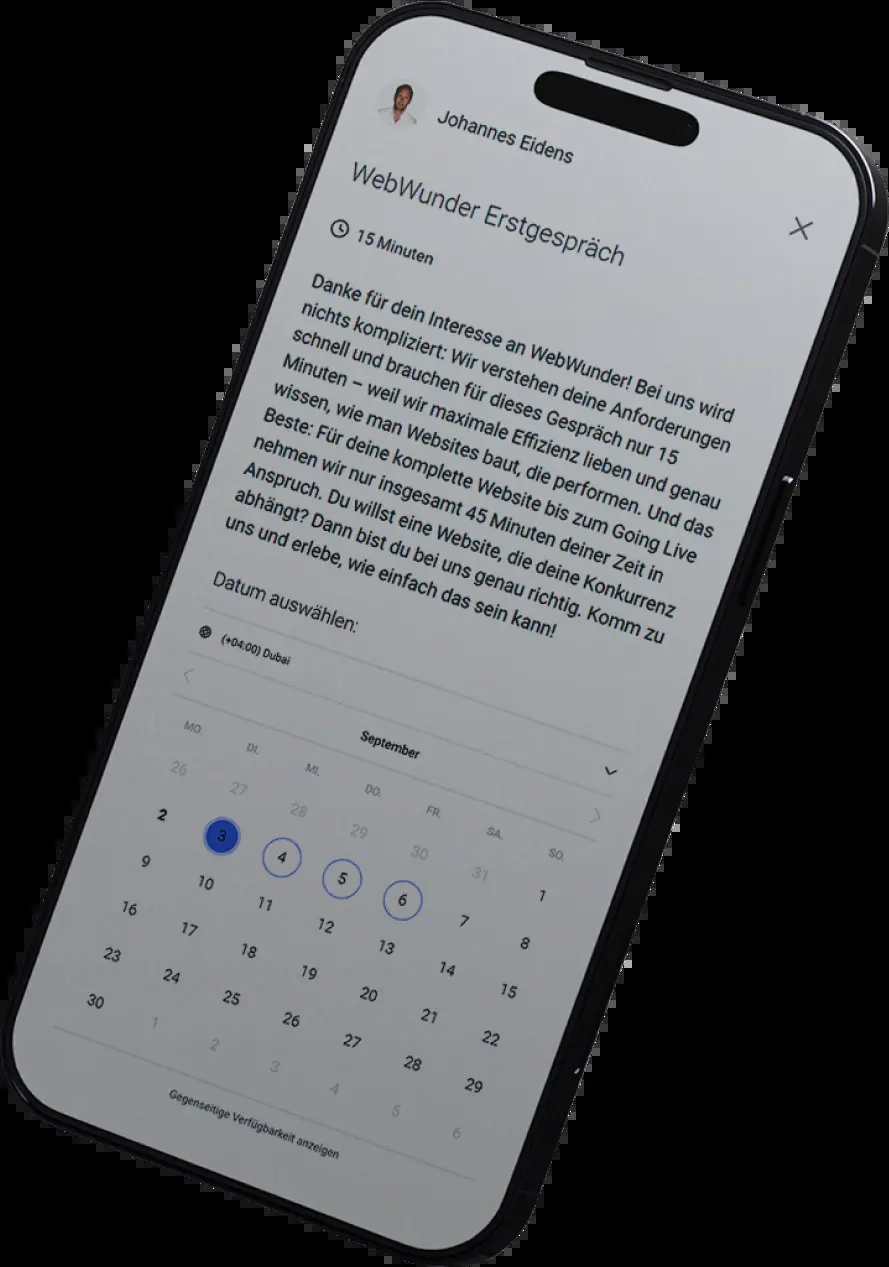 Johannes Eidens
WebWunder Erstgespräch
15 Minuten
Danke für dein Interesse an WebWunder! Bei uns wird
nichts kompliziert: Wir verstehen deine Anforderungen
schnell und brauchen für dieses Gespräch nur 15
Minuten – weil wir maximale Effizienz lieben und genau
wissen, wie man Websites baut, die performen. Und das
Beste: Für deine komplette Website bis zum Going Live
nehmen wir nur insgesamt 45 Minuten deiner Zeit in
Anspruch. Du willst eine Website, die deine Konkurrenz
abhängt? Dann bist du bei uns genau richtig. Komm zu
uns und erlebe, wie einfach das sein kann!
Datum auswählen:
(+04:00) Dubai
September
MO. DI. MI. DO. FR. SA. SO.
26 27 28 29 30 31 1
2 3 4 5 6 7 8
9 10 11 12 13 14 15
16 17 18 19 20 21 22
23 24 25 26 27 28 29
30 1 2 3 4 5 6
Gegenseitige Verfügbarkeit anzeigen